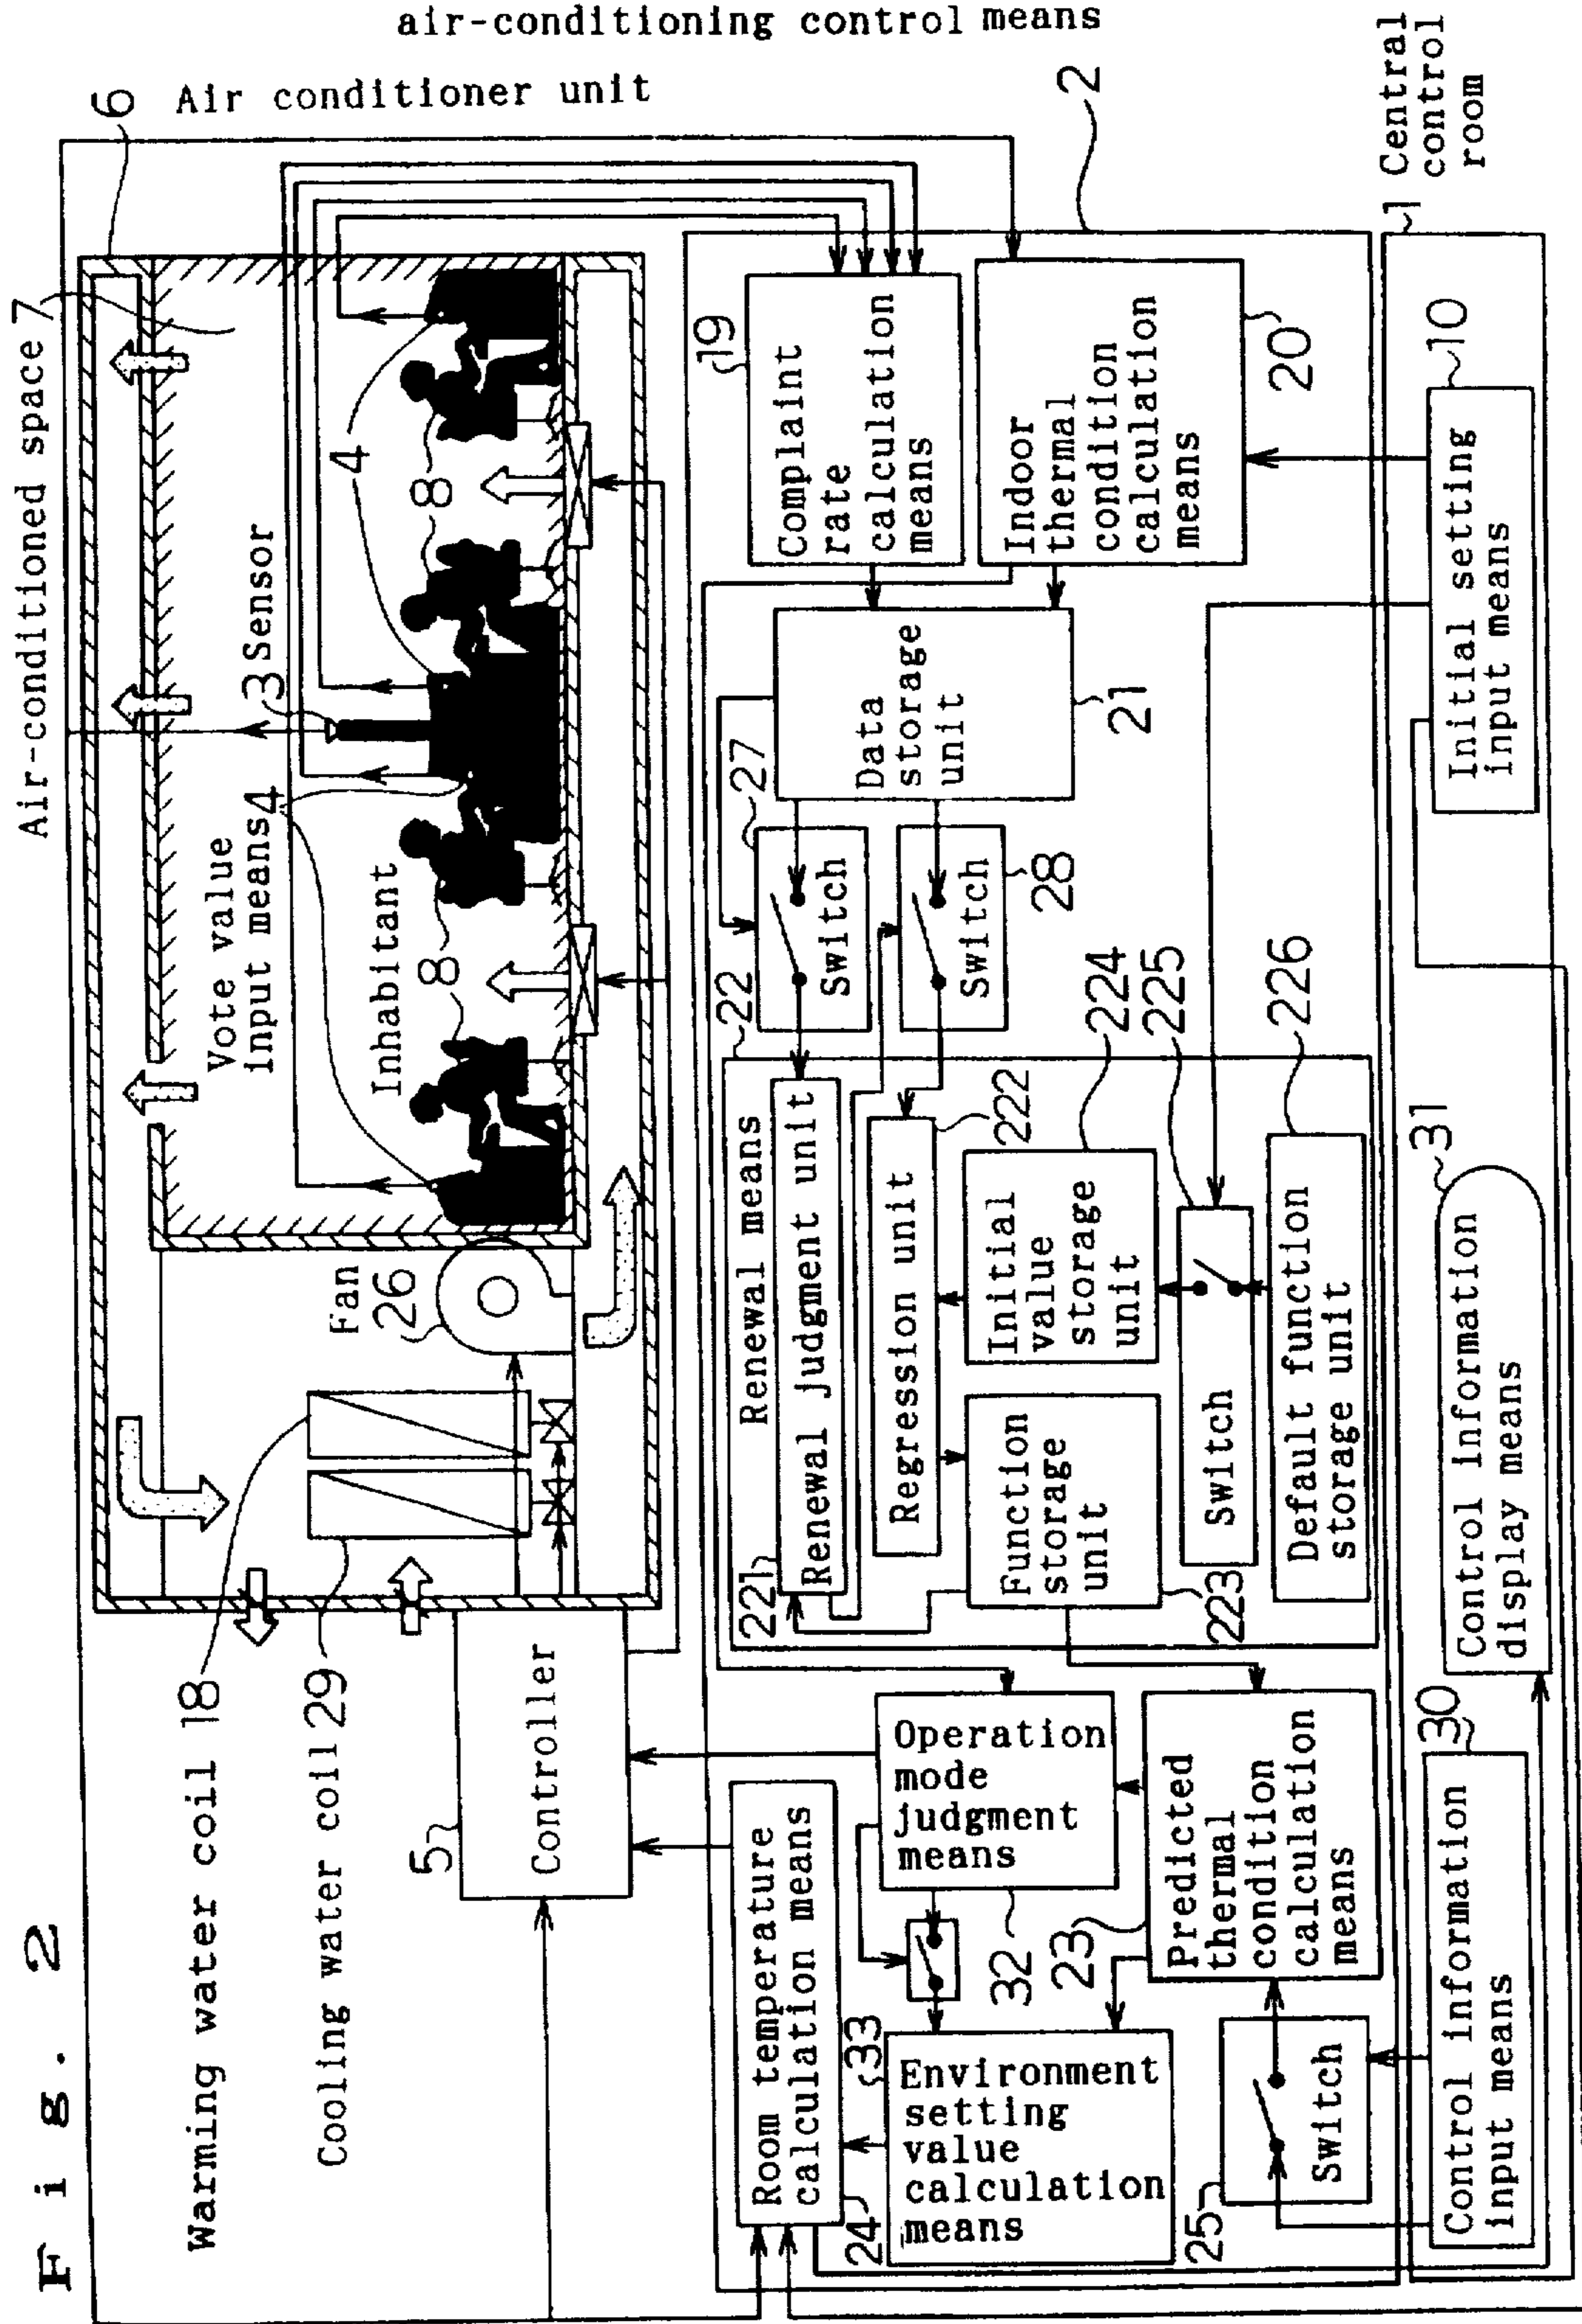 Fig. 2
air-conditioning control means
6 Air conditioner unit
Air-conditioned space 7
3 Sensor
Vote value
input means 4
4
Inhabitant
8
8
8
8
Fan
26
Warming water coil 18
Cooling water coil 29
5
Controller
2
19
Complaint
rate
calculation
means
Indoor
thermal
condition
calculation
means
20
Data
storage
unit
21
27
Switch
Switch
28
22
Renewal means
221
Renewal judgment unit
Regression unit
222
Initial
value
storage
unit
224
Function
storage
unit
223
225
Switch
226
Default function
storage unit
Operation
mode
judgment
means
32
Room temperature
calculation means
24
33
Environment
setting
value
calculation
means
23
Predicted
thermal
condition
calculation
means
25
Switch
1 Central
control
room
10
Initial setting
input means
31
Control information
display means
30
Control information
input means